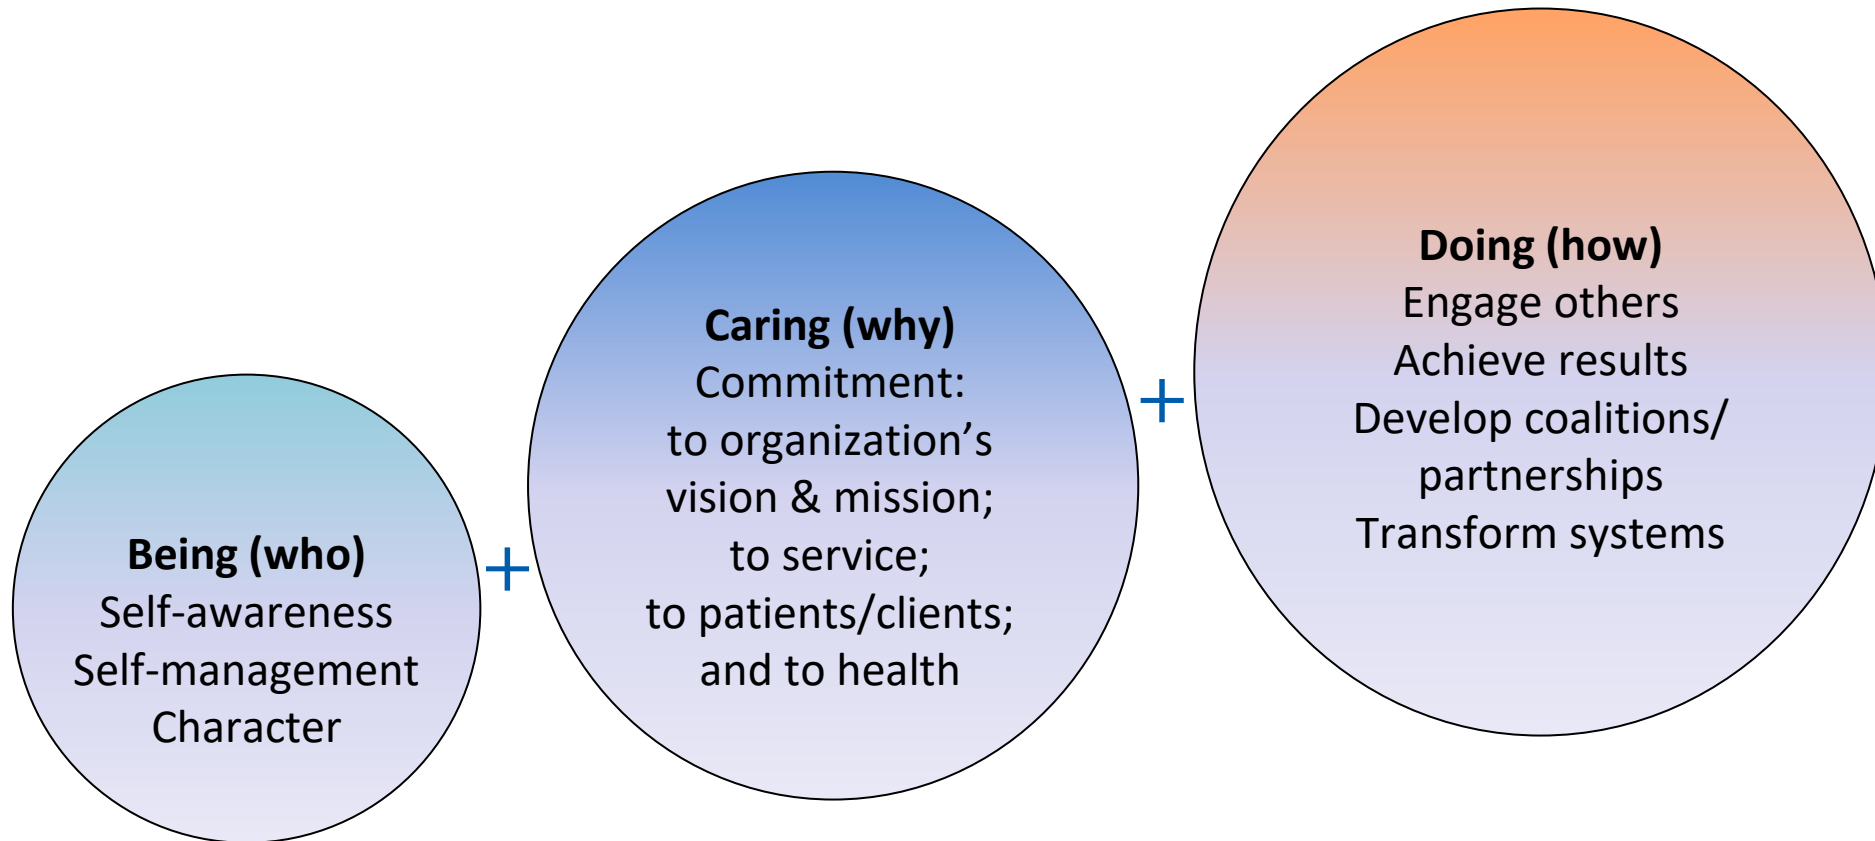 Being (who)
Self-awareness
Self-management
Character
+
Caring (why)
Commitment:
to organization’s
vision & mission;
to service;
to patients/clients;
and to health
+
Doing (how)
Engage others
Achieve results
Develop coalitions/
partnerships
Transform systems